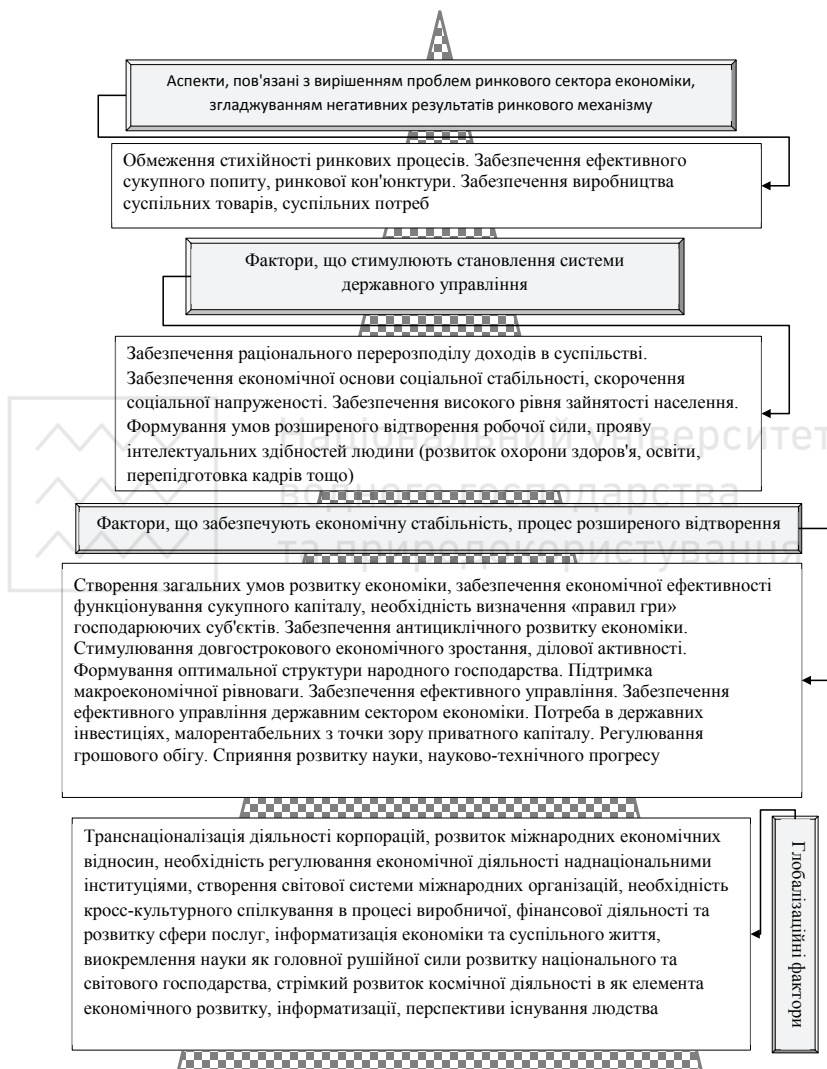 Аспекти, пов'язані з вирішенням проблем ринкового сектора економіки,
згладжуванням негативних результатів ринкового механізму
Обмеження стихійності ринкових процесів. Забезпечення ефективного
сукупного попиту, ринкової кон'юнктури. Забезпечення виробництва
суспільних товарів, суспільних потреб
Фактори, що стимулюють становлення системи
державного управління
Забезпечення раціонального перерозподілу доходів в суспільстві.
Забезпечення економічної основи соціальної стабільності, скорочення
соціальної напруженості. Забезпечення високого рівня зайнятості населення.
Формування умов розширеного відтворення робочої сили, прояву
інтелектуальних здібностей людини (розвиток охорони здоров'я, освіти,
перепідготовка кадрів тощо)
Національний університет
водного господарства
та природокористування
Фактори, що забезпечують економічну стабільність, процес розширеного відтворення
Створення загальних умов розвитку економіки, забезпечення економічної ефективності
функціонування сукупного капіталу, необхідність визначення «правил гри»
господарюючих суб'єктів. Забезпечення антициклічного розвитку економіки.
Стимулювання довгострокового економічного зростання, ділової активності.
Формування оптимальної структури народного господарства. Підтримка
макроекономічної рівноваги. Забезпечення ефективного управління. Забезпечення
ефективного управління державним сектором економіки. Потреба в державних
інвестиціях, малорентабельних з точки зору приватного капіталу. Регулювання
грошового обігу. Сприяння розвитку науки, науково-технічного прогресу
Транснаціоналізація діяльності корпорацій, розвиток міжнародних економічних
відносин, необхідність регулювання економічної діяльності наднаціональними
інституціями, створення світової системи міжнародних організацій, необхідність
кросс-культурного спілкування в процесі виробничої, фінансової діяльності та
розвитку сфери послуг, інформатизація економіки та суспільного життя,
виокремлення науки як головної рушійної сили розвитку національного та
світового господарства, стрімкий розвиток космічної діяльності в як елемента
економічного розвитку, інформатизації, перспективи існування людства
Глобалізаційні фактори